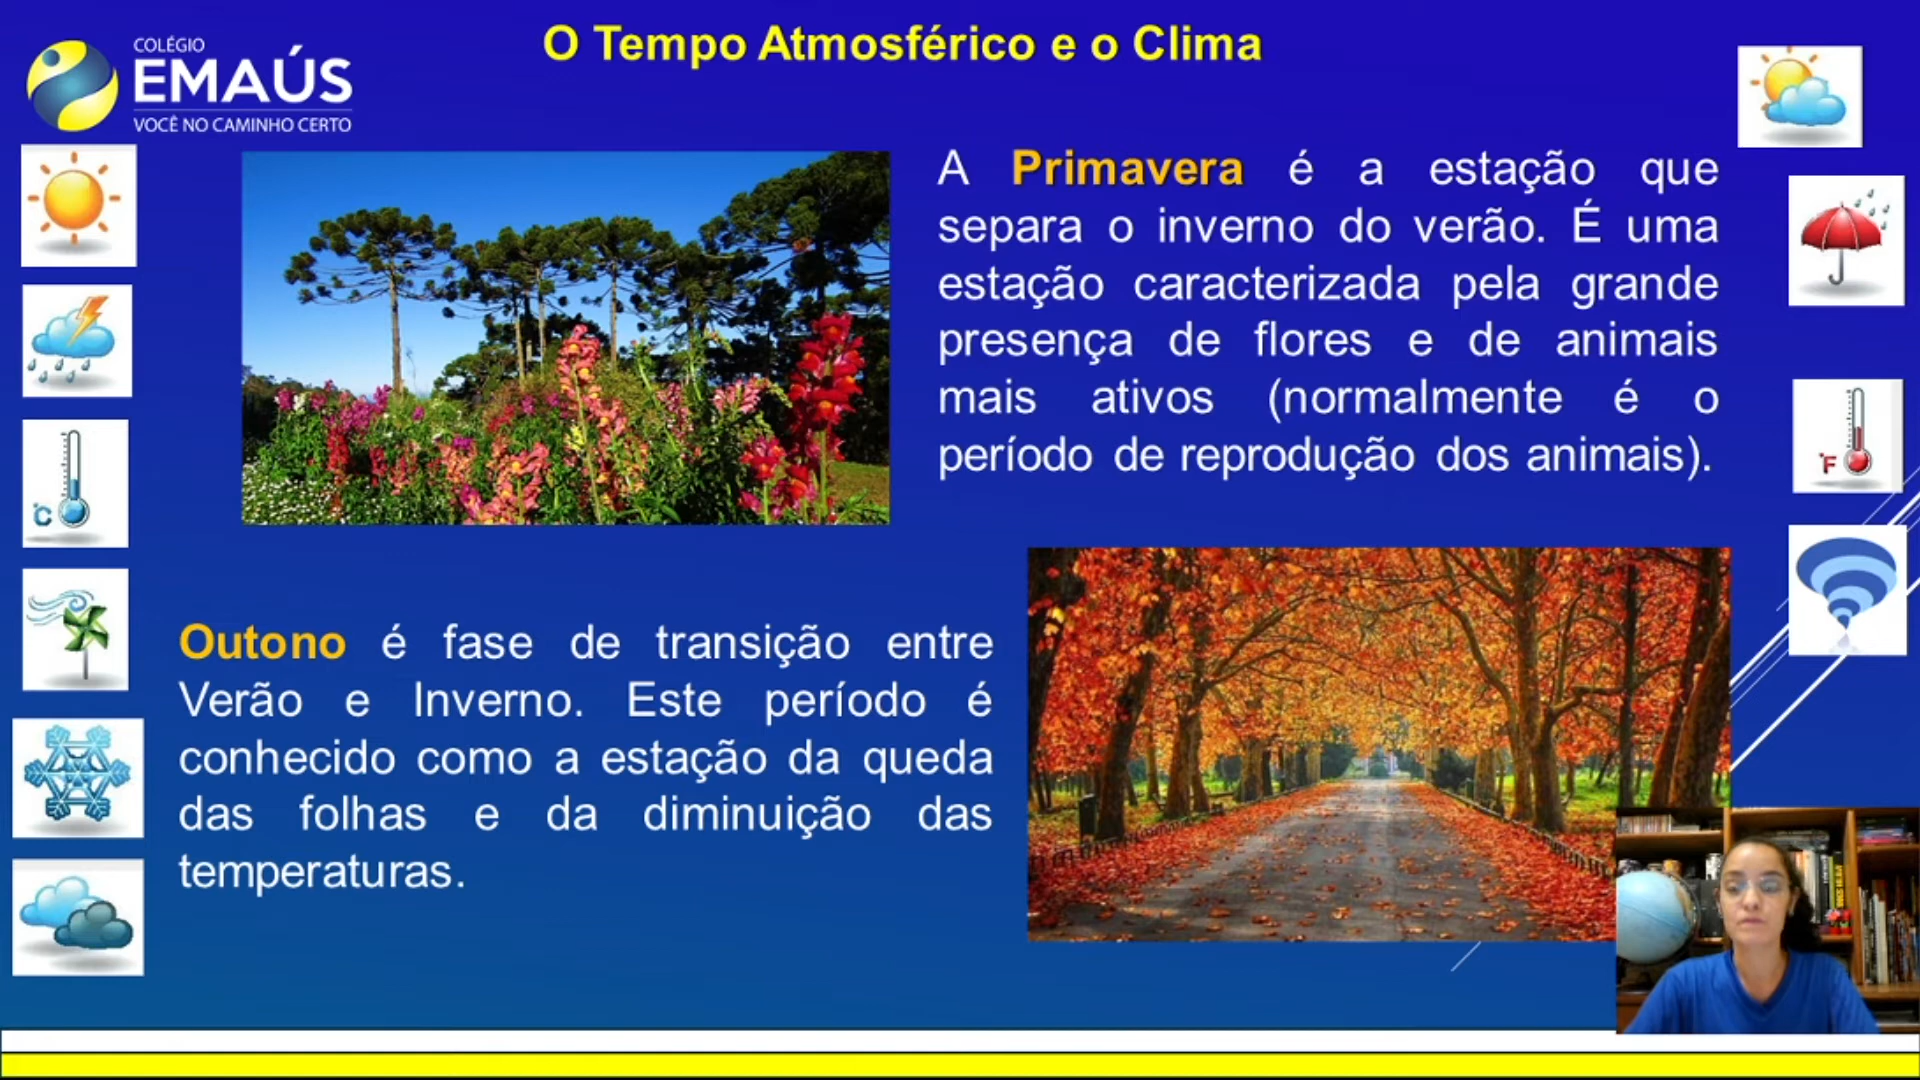 O Tempo Atmosférico e o Clima
COLÉGIO
EMAÚS
VOCÊ NO CAMINHO CERTO
A Primavera é a estação que
separa o inverno do verão. É uma
estação caracterizada pela grande
presença de flores e de animais
mais ativos (normalmente é o
período de reprodução dos animais).
°C
°F
Outono é fase de transição entre
Verão e Inverno. Este período é
conhecido como a estação da queda
das folhas e da diminuição das
temperaturas.